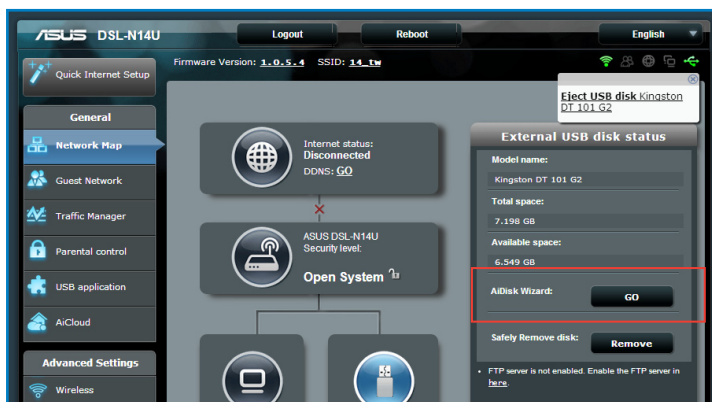 ASUS DSL-N14U
Logout
Reboot
English
Quick Internet Setup
Firmware Version: 1.0.5.4 SSID: 14_tw
Eject USB disk Kingston
DT 101 G2
General
Network Map
Guest Network
Traffic Manager
Parental control
USB application
AiCloud
Advanced Settings
Wireless
Internet status:
Disconnected
DDNS: GO
ASUS DSL-N14U
Security level:
Open System
External USB disk status
Model name:
Kingston DT 101 G2
Total space:
7.198 GB
Available space:
6.549 GB
AiDisk Wizard: GO
Safely Remove disk: Remove
• FTP server is not enabled. Enable the FTP server in
here.